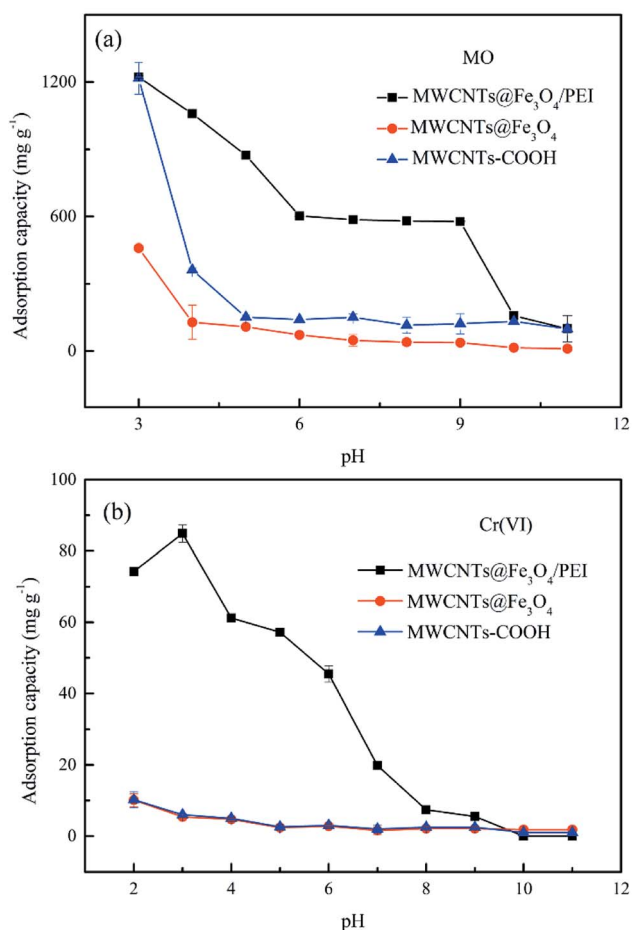 (a)
MO
MWCNTs@Fe₃O₄/PEI
MWCNTs@Fe₃O₄
MWCNTs-COOH
Adsorption capacity (mg g⁻¹)
1200
600
0
3 6 9 12
pH
(b)
Cr(VI)
MWCNTs@Fe₃O₄/PEI
MWCNTs@Fe₃O₄
MWCNTs-COOH
Adsorption capacity (mg g⁻¹)
100
80
60
40
20
0
2 4 6 8 10 12
pH